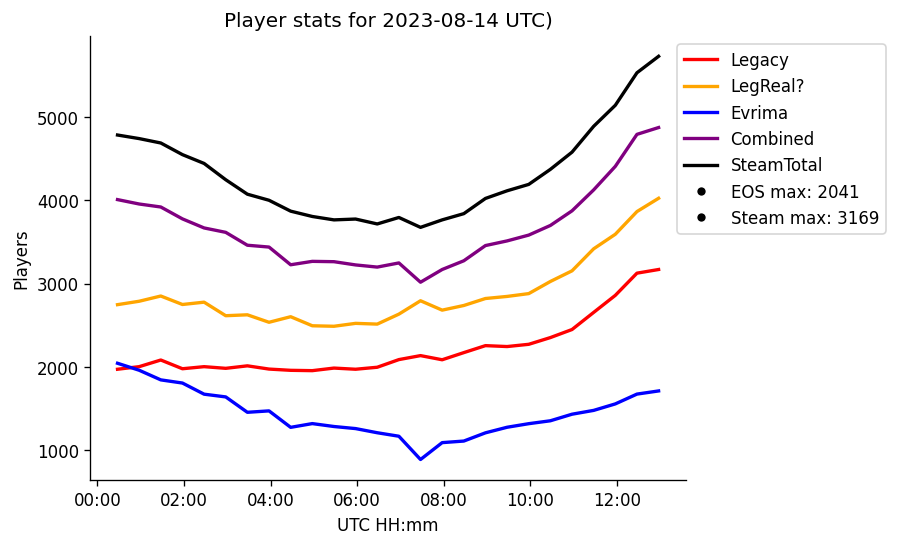 Player stats for 2023-08-14 UTC)
Legacy
LegReal?
Evrima
Combined
SteamTotal
EOS max: 2041
Steam max: 3169
Players
5000
4000
3000
2000
1000
00:00 02:00 04:00 06:00 08:00 10:00 12:00
UTC HH:mm